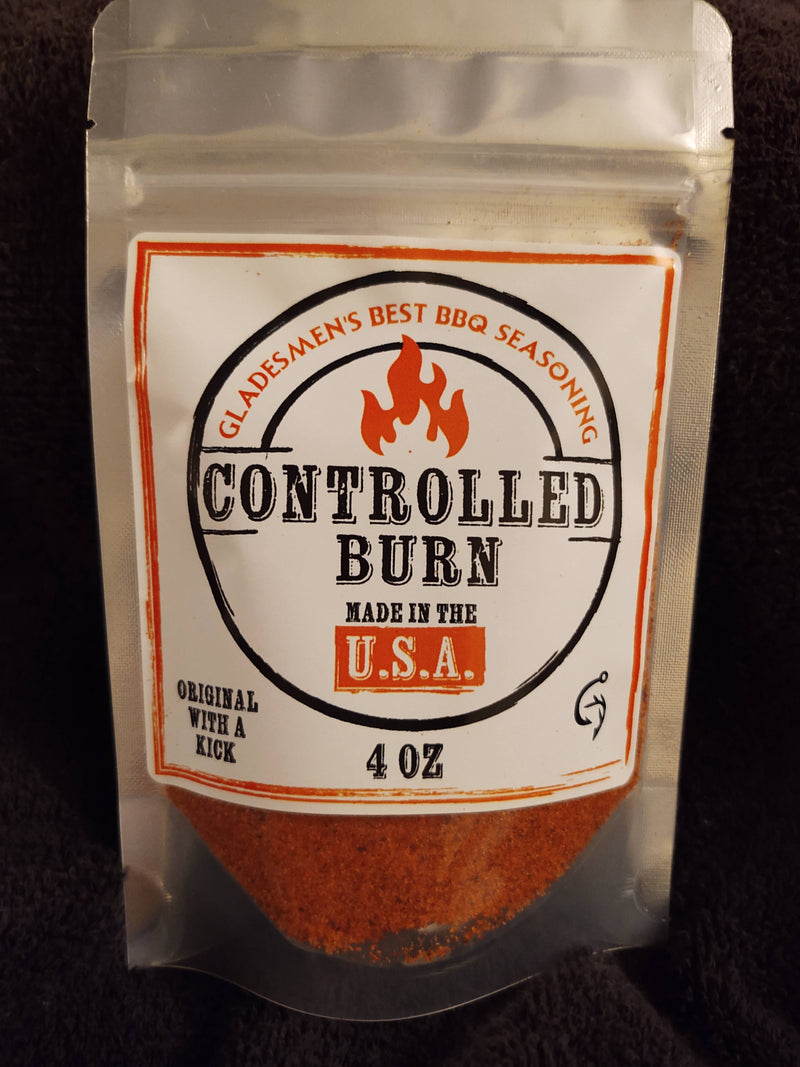 GLADESMEN'S BEST BBQ SEASONING
CONTROLLED
BURN
MADE IN THE
U.S.A.
ORIGINAL
WITH A
KICK
4 OZ